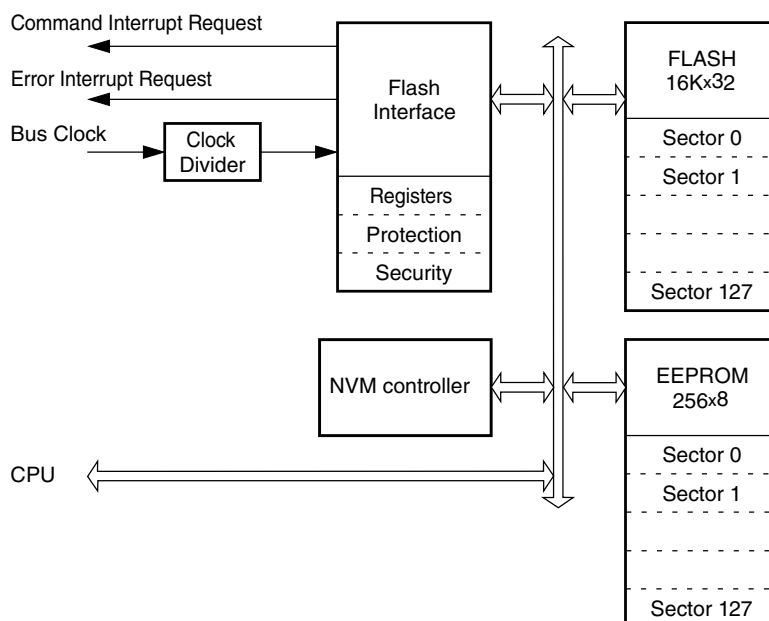 Command Interrupt Request
Error Interrupt Request
Bus Clock
Clock
Divider
Flash
Interface
Registers
Protection
Security
FLASH
16Kx32
Sector 0
Sector 1
Sector 127
NVM controller
EEPROM
256x8
Sector 0
Sector 1
Sector 127
CPU